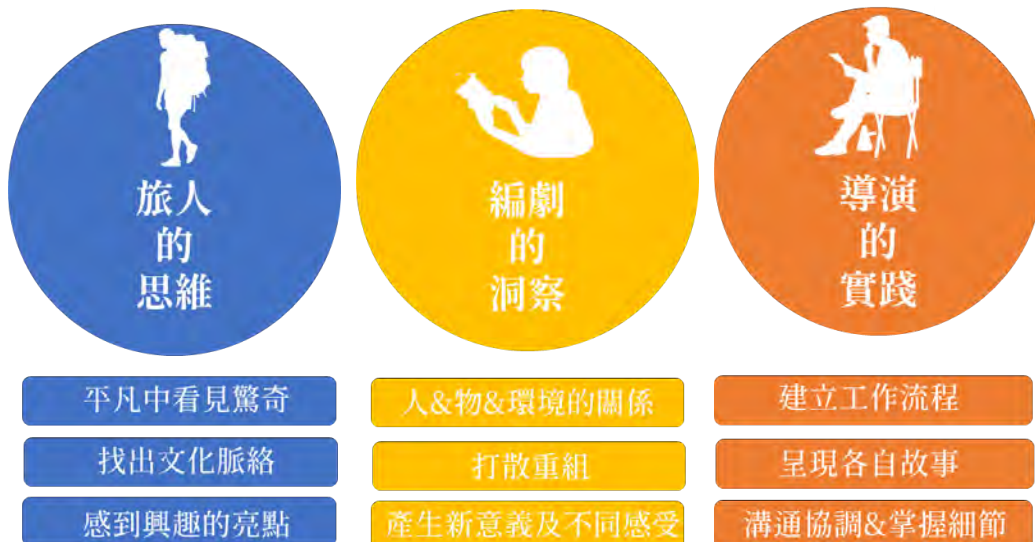 旅人
的
思維
平凡中看見驚奇
找出文化脈絡
感到興趣的亮點
編劇
的
洞察
人&物&環境的關係
打散重組
產生新意義及不同感受
導演
的
實踐
建立工作流程
呈現各自故事
溝通協調&掌握細節